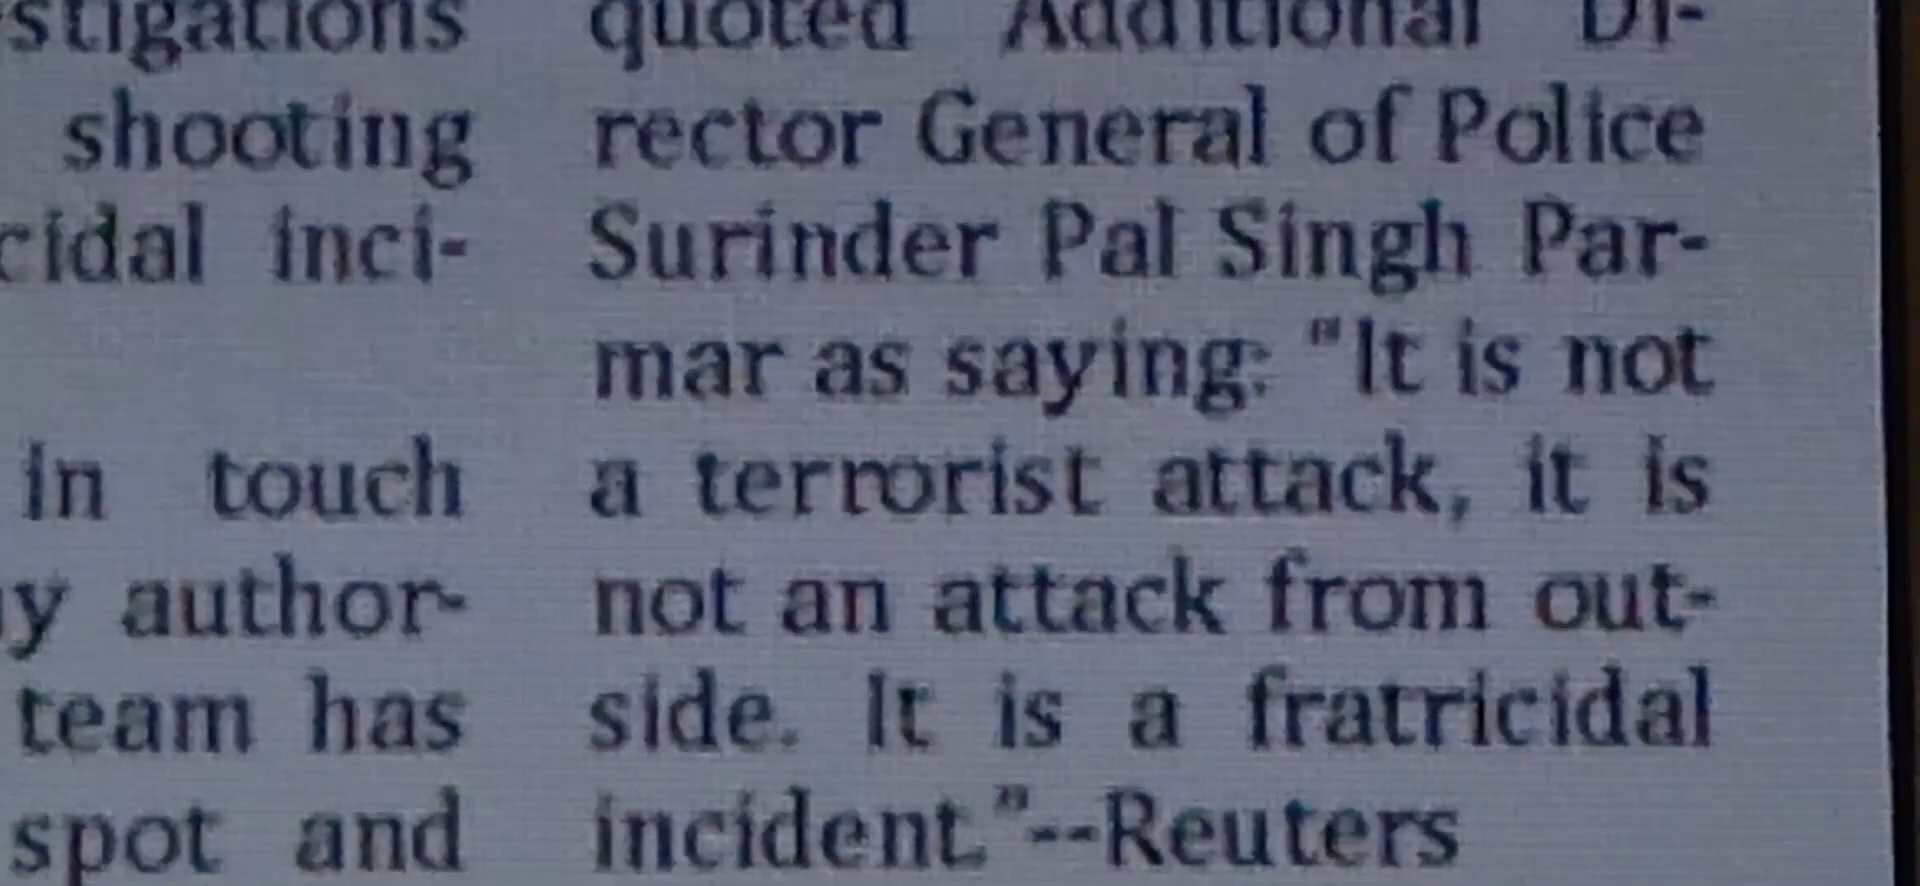 stigations
shooting
cidal inci-
in touch
y author-
team has
spot and
quoted Additional Di-
rector General of Police
Surinder Pal Singh Par-
mar as saying: "It is not
a terrorist attack, it is
not an attack from out-
side. It is a fratricidal
incident."--Reuters